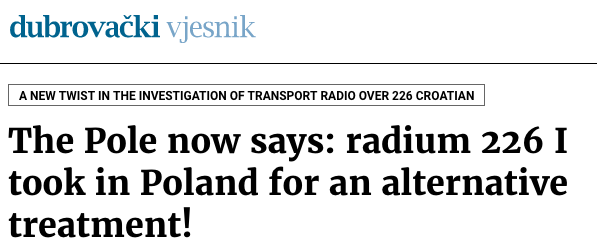 dubrovački vjesnik
A NEW TWIST IN THE INVESTIGATION OF TRANSPORT RADIO OVER 226 CROATIAN
The Pole now says: radium 226 I
took in Poland for an alternative
treatment!